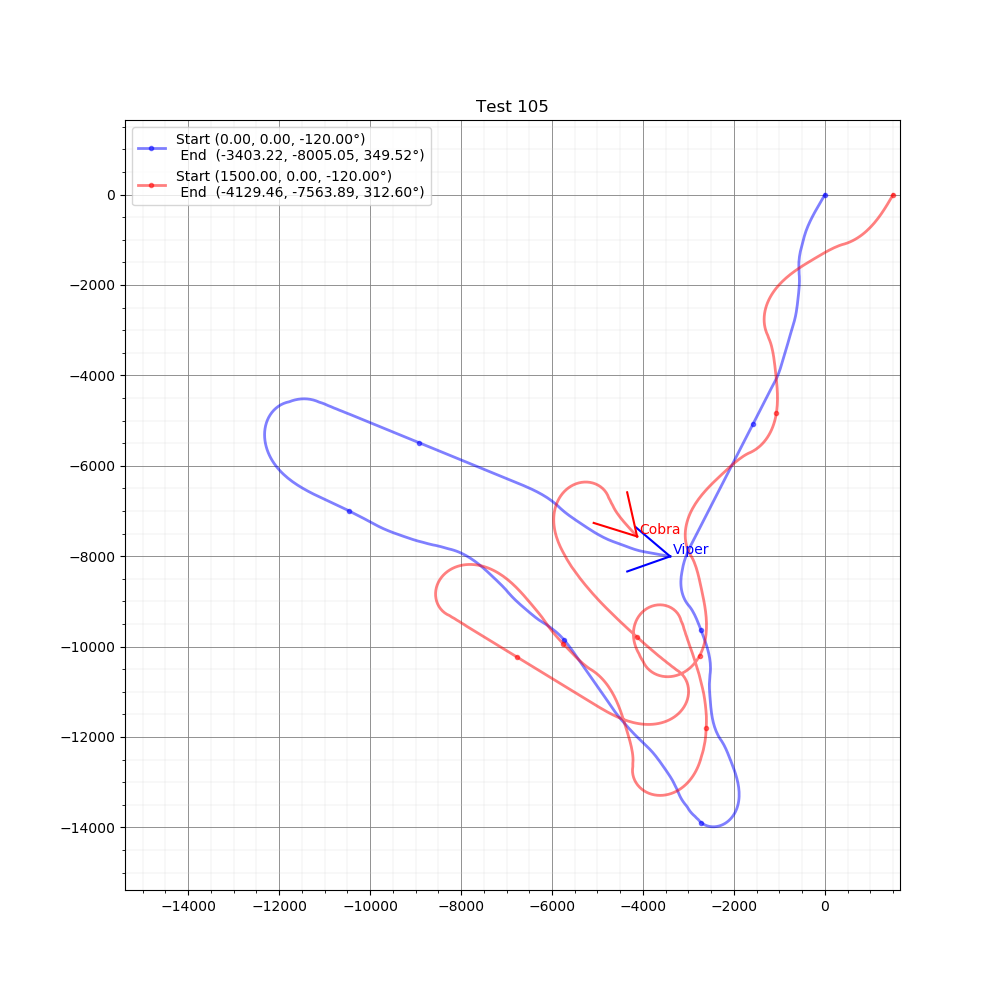 Test 105
Start (0.00, 0.00, -120.00°)
End (-3403.22, -8005.05, 349.52°)
Start (1500.00, 0.00, -120.00°)
End (-4129.46, -7563.89, 312.60°)
0
−2000
−4000
−6000
−8000
−10000
−12000
−14000
Cobra
Viper
−14000 −12000 −10000 −8000 −6000 −4000 −2000 0